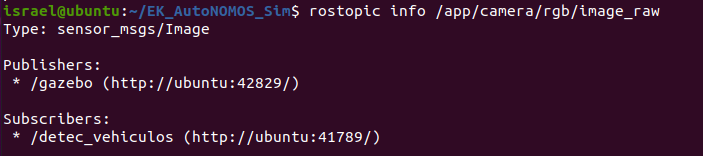 israel@ubuntu:~/EK_AutoNOMOS_Sim$ rostopic info /app/camera/rgb/image_raw
Type: sensor_msgs/Image

Publishers:
 * /gazebo (http://ubuntu:42829/)

Subscribers:
 * /detec_vehiculos (http://ubuntu:41789/)